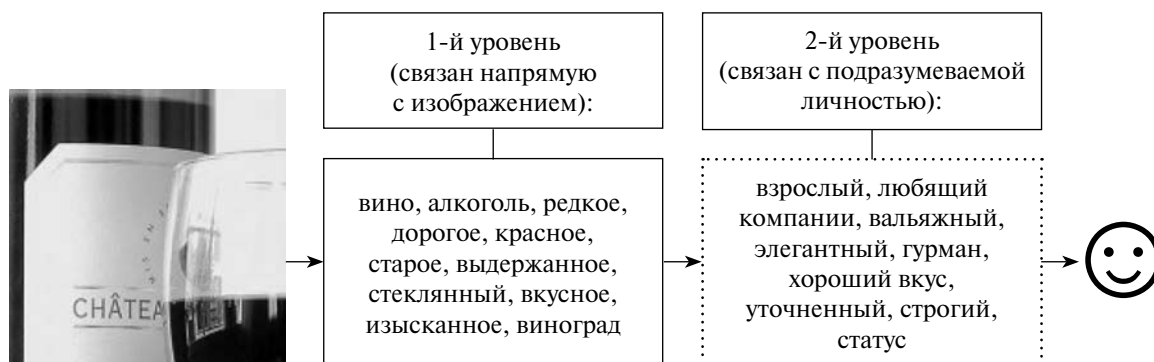 1-й уровень
(связан напрямую
с изображением):
2-й уровень
(связан с подразумеваемой
личностью):
CHÂTEA
вино, алкоголь, редкое,
дорогое, красное,
старое, выдержанное,
стеклянный, вкусное,
изысканное, виноград
взрослый, любящий
компании, вальяжный,
элегантный, гурман,
хороший вкус,
уточненный, строгий,
статус